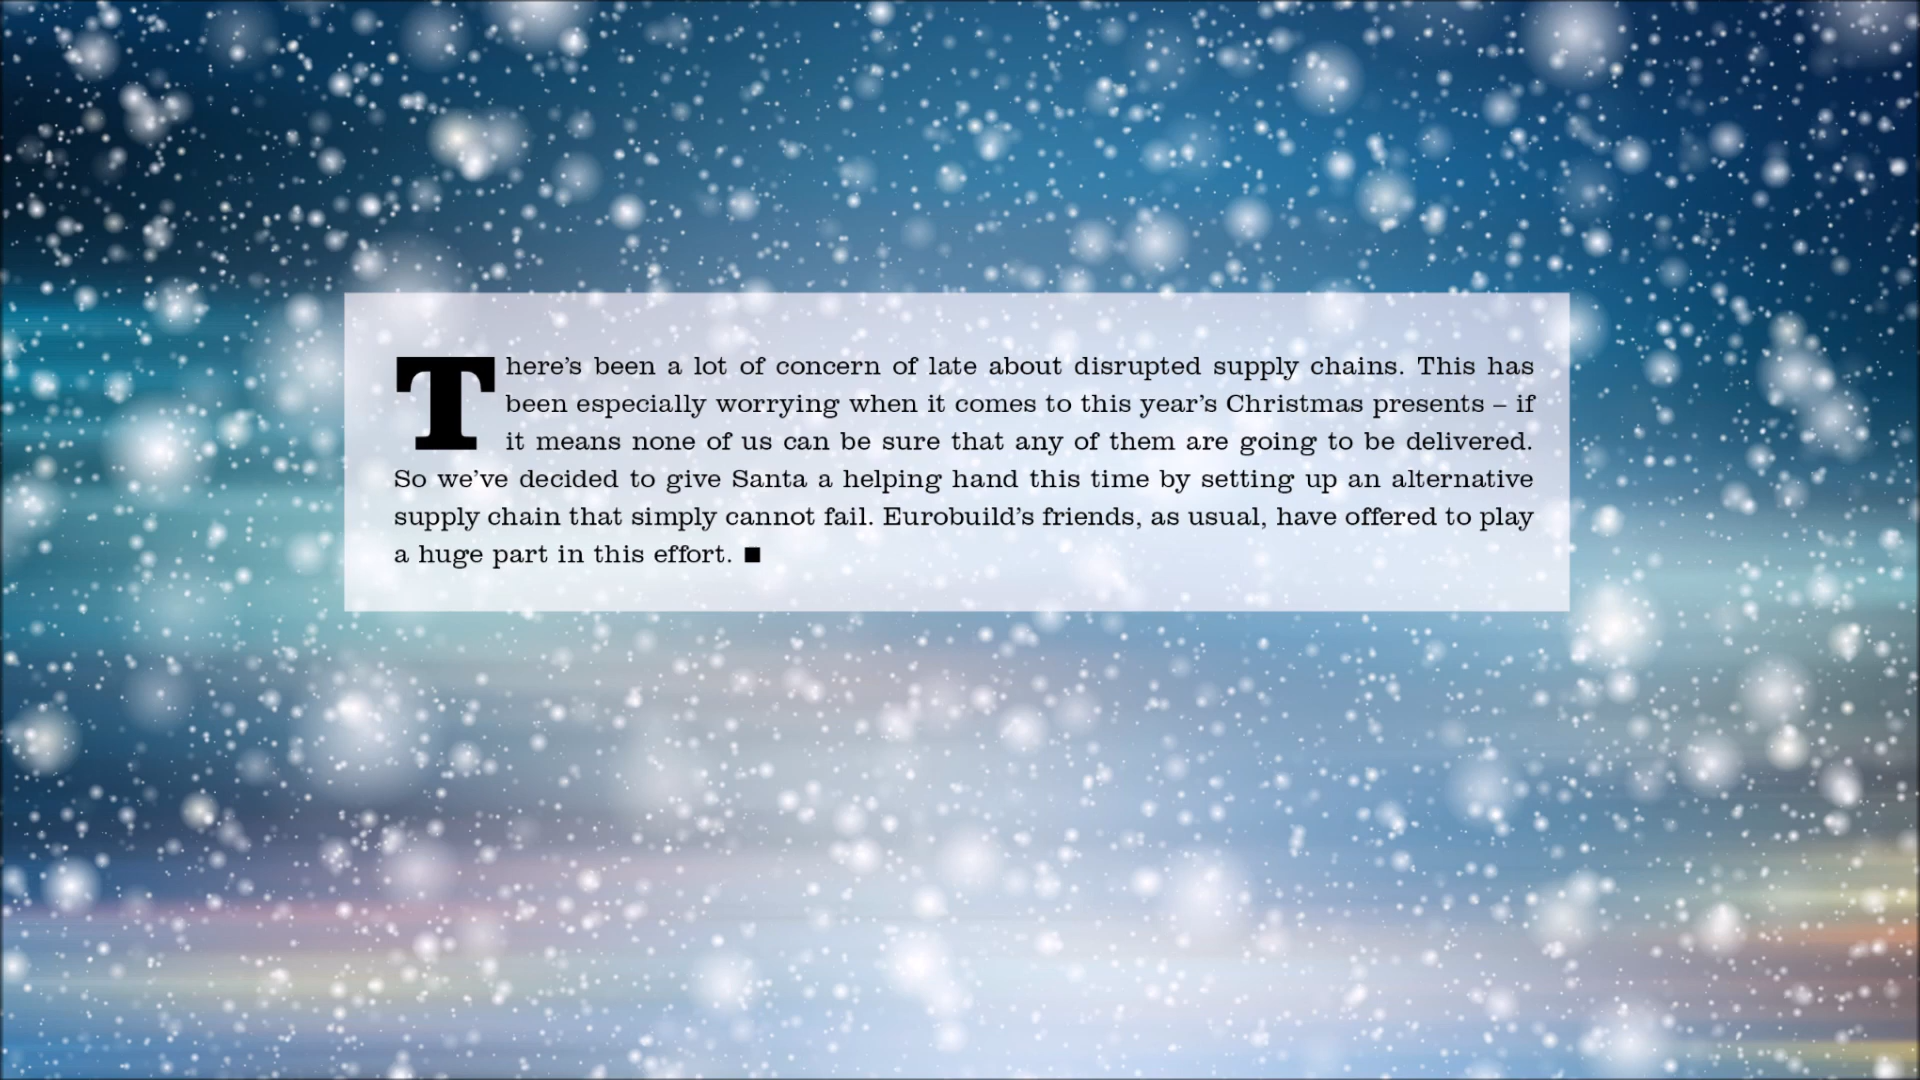 There’s been a lot of concern of late about disrupted supply chains. This has
been especially worrying when it comes to this year’s Christmas presents – if
it means none of us can be sure that any of them are going to be delivered.
So we’ve decided to give Santa a helping hand this time by setting up an alternative
supply chain that simply cannot fail. Eurobuild’s friends, as usual, have offered to play
a huge part in this effort. ■